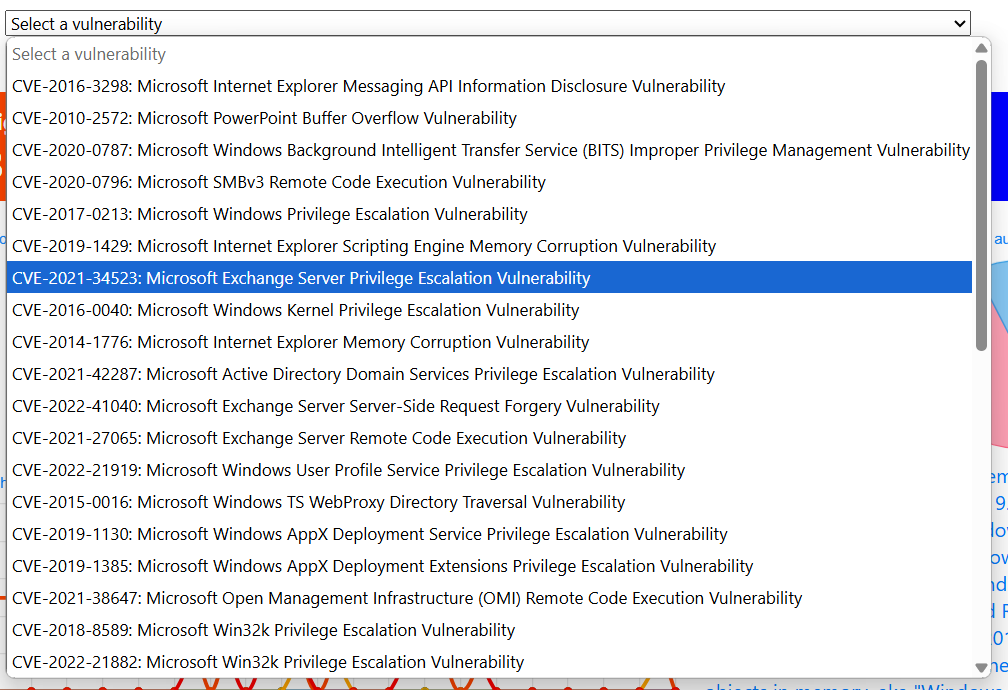 Select a vulnerability
Select a vulnerability
CVE-2016-3298: Microsoft Internet Explorer Messaging API Information Disclosure Vulnerability
CVE-2010-2572: Microsoft PowerPoint Buffer Overflow Vulnerability
CVE-2020-0787: Microsoft Windows Background Intelligent Transfer Service (BITS) Improper Privilege Management Vulnerability
CVE-2020-0796: Microsoft SMBv3 Remote Code Execution Vulnerability
CVE-2017-0213: Microsoft Windows Privilege Escalation Vulnerability
CVE-2019-1429: Microsoft Internet Explorer Scripting Engine Memory Corruption Vulnerability
CVE-2021-34523: Microsoft Exchange Server Privilege Escalation Vulnerability
CVE-2016-0040: Microsoft Windows Kernel Privilege Escalation Vulnerability
CVE-2014-1776: Microsoft Internet Explorer Memory Corruption Vulnerability
CVE-2021-42287: Microsoft Active Directory Domain Services Privilege Escalation Vulnerability
CVE-2022-41040: Microsoft Exchange Server Server-Side Request Forgery Vulnerability
CVE-2021-27065: Microsoft Exchange Server Remote Code Execution Vulnerability
CVE-2022-21919: Microsoft Windows User Profile Service Privilege Escalation Vulnerability
CVE-2015-0016: Microsoft Windows TS WebProxy Directory Traversal Vulnerability
CVE-2019-1130: Microsoft Windows AppX Deployment Service Privilege Escalation Vulnerability
CVE-2019-1385: Microsoft Windows AppX Deployment Extensions Privilege Escalation Vulnerability
CVE-2021-38647: Microsoft Open Management Infrastructure (OMI) Remote Code Execution Vulnerability
CVE-2018-8589: Microsoft Win32k Privilege Escalation Vulnerability
CVE-2022-21882: Microsoft Win32k Privilege Escalation Vulnerability